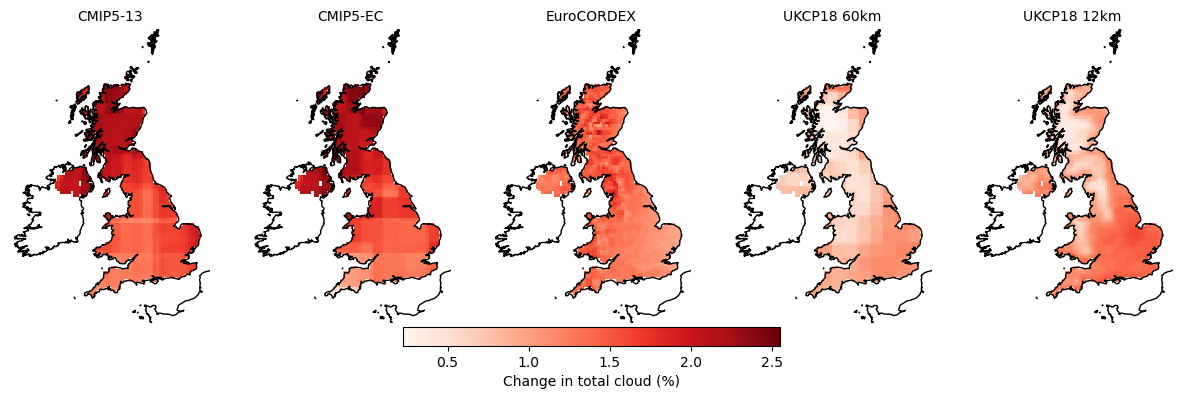 CMIP5-13
CMIP5-EC
EuroCORDEX
UKCP18 60km
UKCP18 12km
0.5
1.0
1.5
2.0
2.5
Change in total cloud (%)